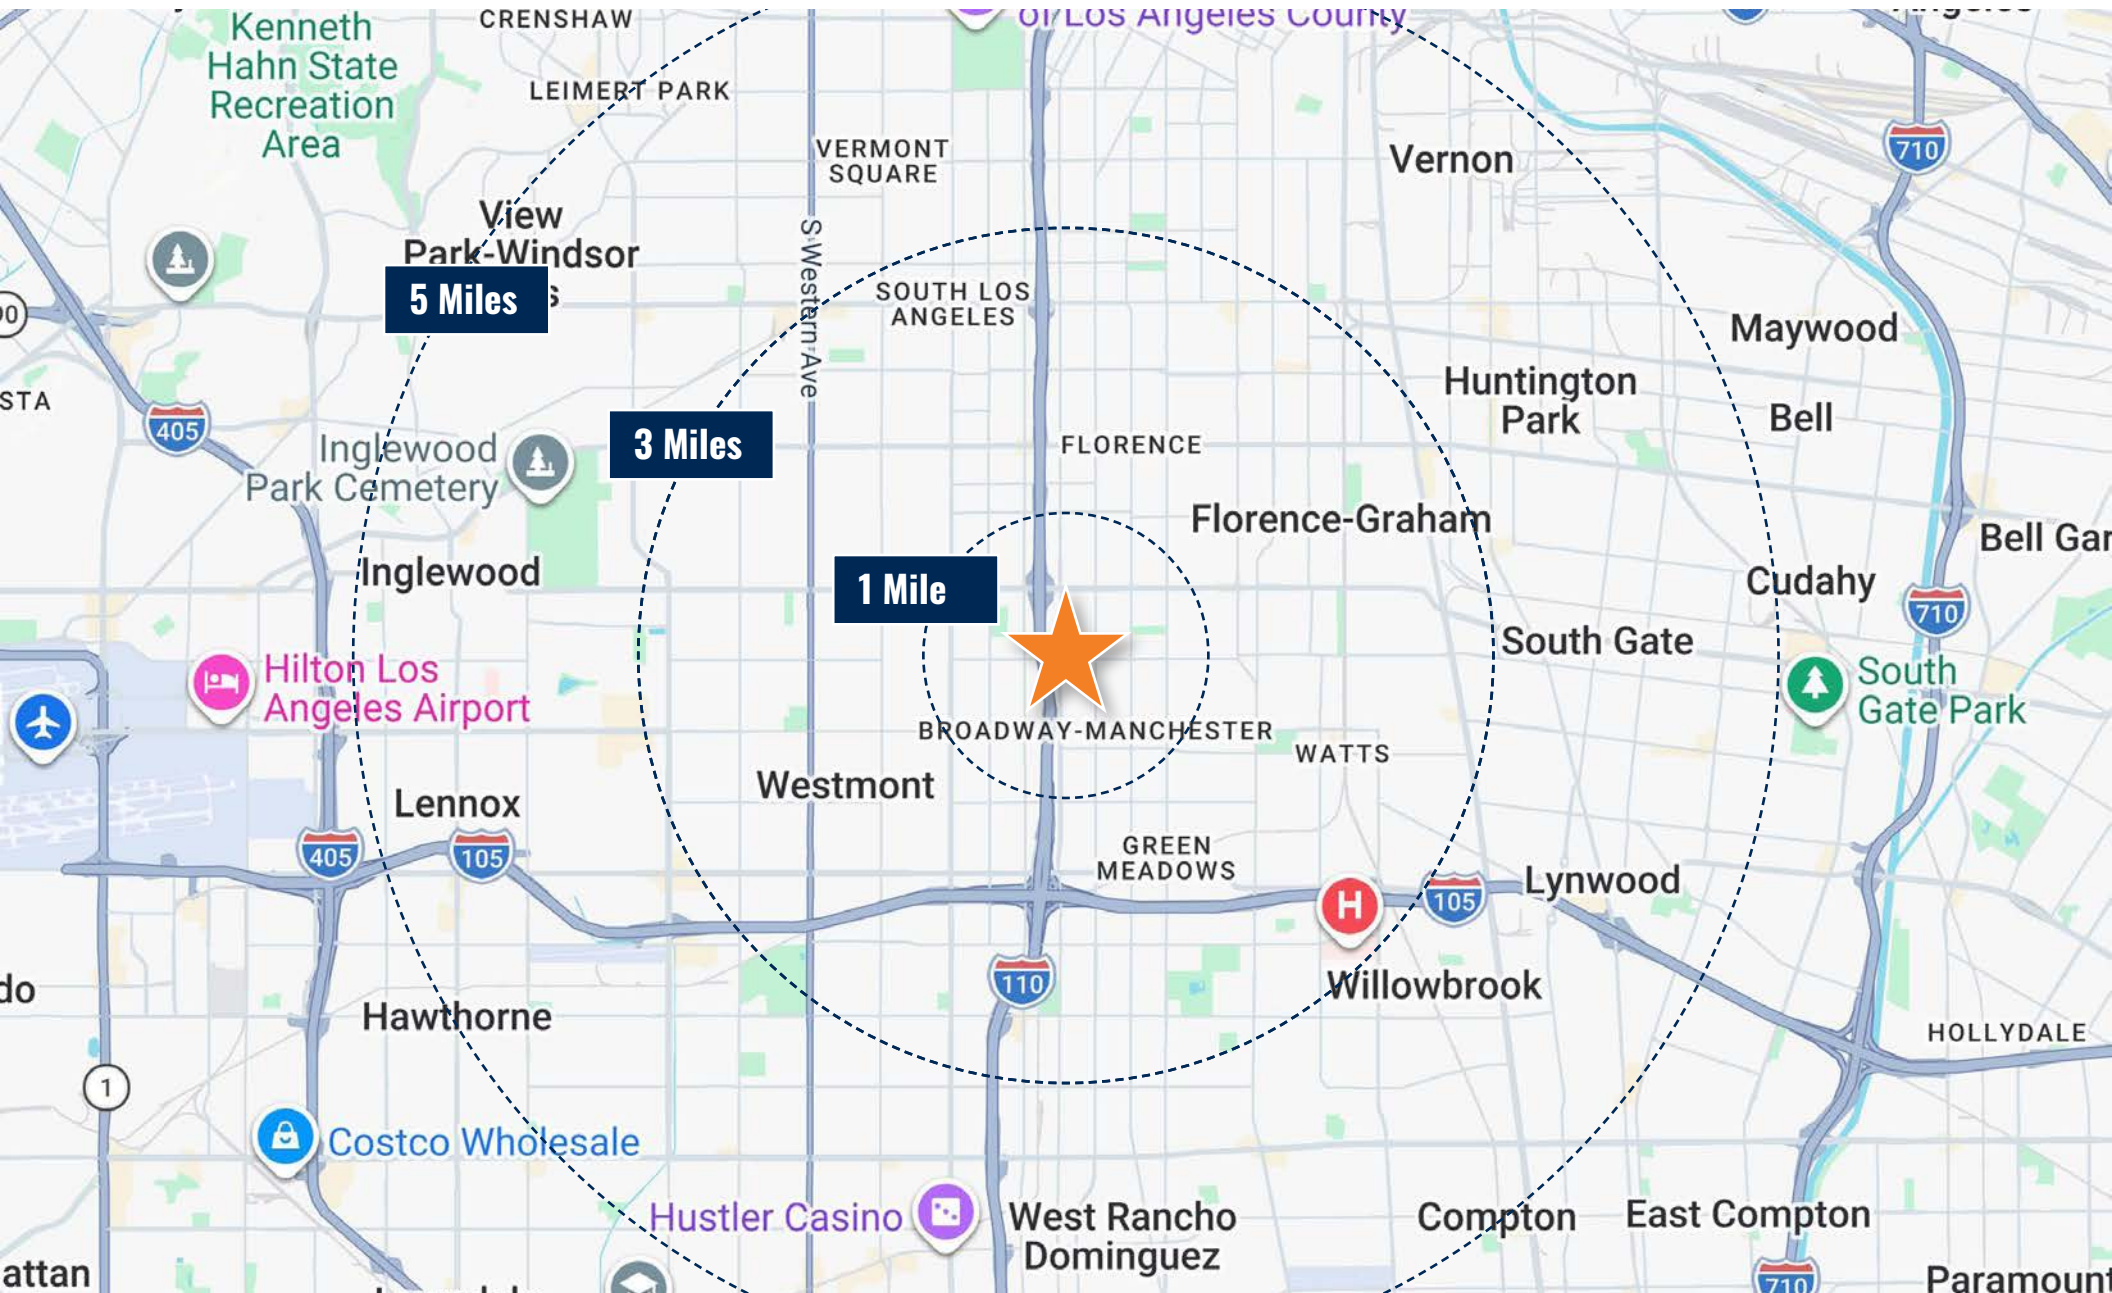 CRENSHAW
of Los Angeles County
Kenneth
Hahn State
Recreation
Area
LEIMERT PARK
VERMONT
SQUARE
Vernon
710
View
Park-Windsor
5 Miles
S Western Ave
SOUTH LOS
ANGELES
Maywood
Huntington
Park
Bell
405
3 Miles
Inglewood
Park Cemetery
FLORENCE
Florence-Graham
Bell Gar
Inglewood
1 Mile
Cudahy
710
South Gate
Hilton Los
Angeles Airport
South
Gate Park
BROADWAY-MANCHESTER
WATTS
Westmont
Lennox
405
105
GREEN
MEADOWS
H
105
Lynwood
110
Willowbrook
Hawthorne
HOLLYDALE
1
Costco Wholesale
Hustler Casino
West Rancho
Dominguez
Compton
East Compton
attan
710
Paramount